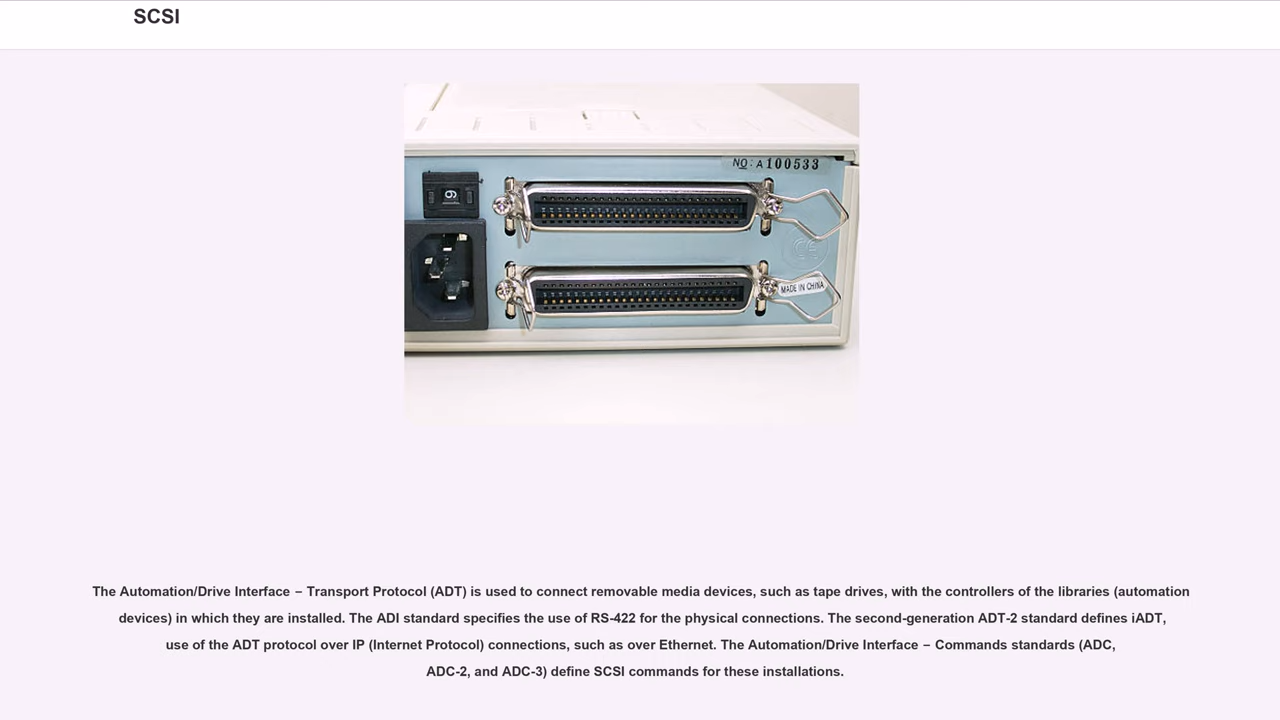 SCSI
NO: A 100533
6
CE
MADE IN CHINA
The Automation/Drive Interface − Transport Protocol (ADT) is used to connect removable media devices, such as tape drives, with the controllers of the libraries (automation
devices) in which they are installed. The ADI standard specifies the use of RS-422 for the physical connections. The second-generation ADT-2 standard defines iADT,
use of the ADT protocol over IP (Internet Protocol) connections, such as over Ethernet. The Automation/Drive Interface − Commands standards (ADC,
ADC-2, and ADC-3) define SCSI commands for these installations.